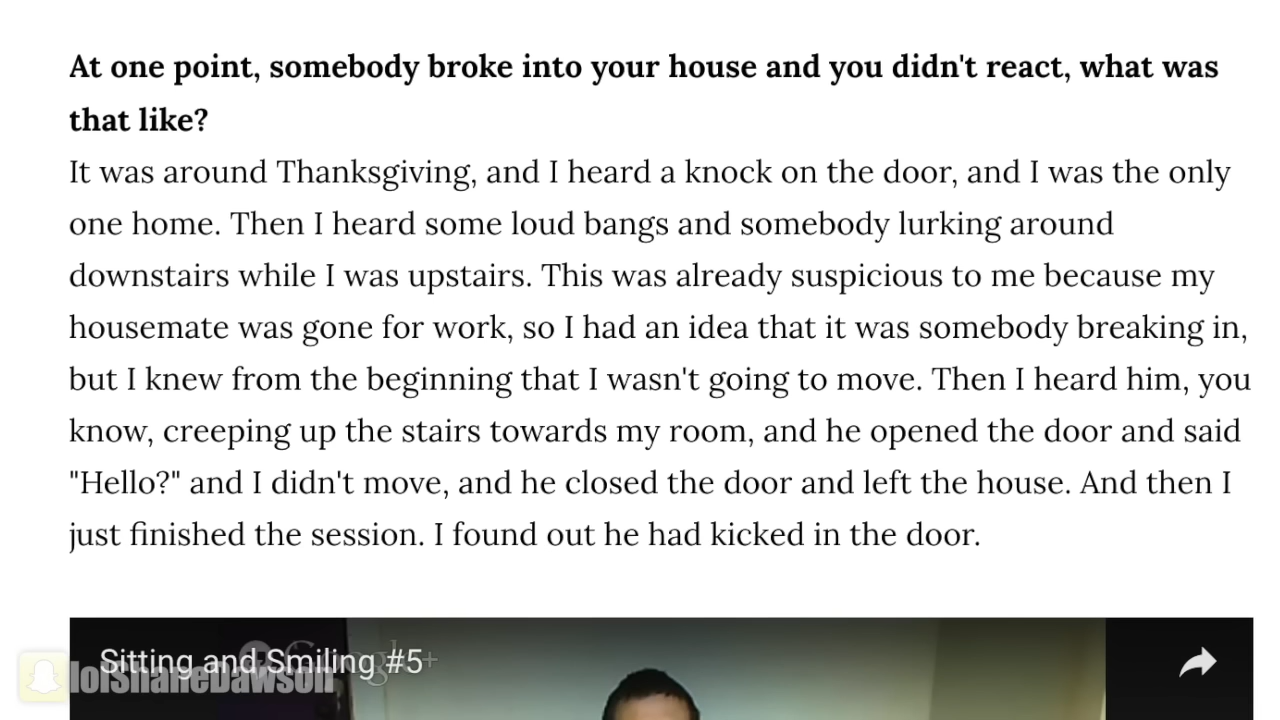 At one point, somebody broke into your house and you didn't react, what was
that like?
It was around Thanksgiving, and I heard a knock on the door, and I was the only
one home. Then I heard some loud bangs and somebody lurking around
downstairs while I was upstairs. This was already suspicious to me because my
housemate was gone for work, so I had an idea that it was somebody breaking in,
but I knew from the beginning that I wasn't going to move. Then I heard him, you
know, creeping up the stairs towards my room, and he opened the door and said
"Hello?" and I didn't move, and he closed the door and left the house. And then I
just finished the session. I found out he had kicked in the door.
Sitting and Smiling #5
lolShaneDawson